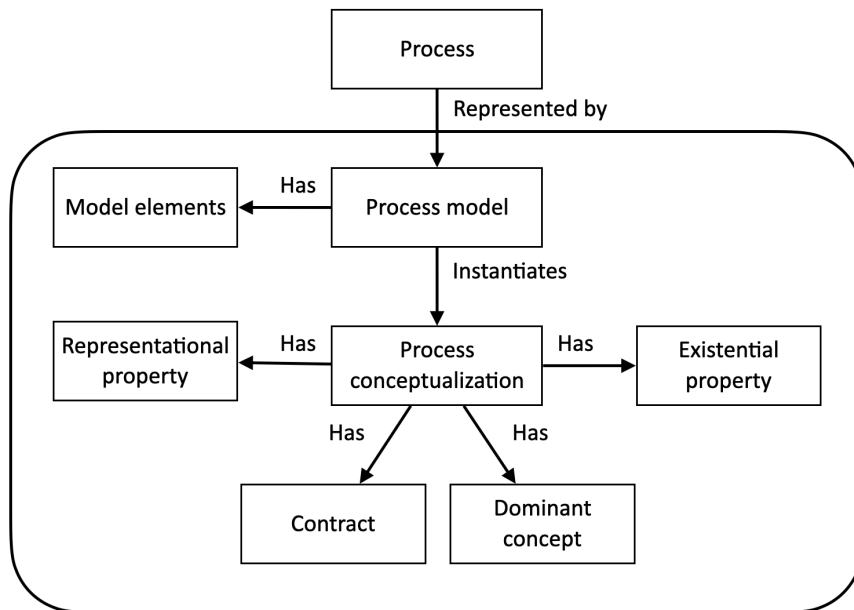 Process
Represented by
Has
Model elements
Process model
Instantiates
Representational
property
Has
Process
conceptualization
Has
Existential
property
Has
Has
Contract
Dominant
concept